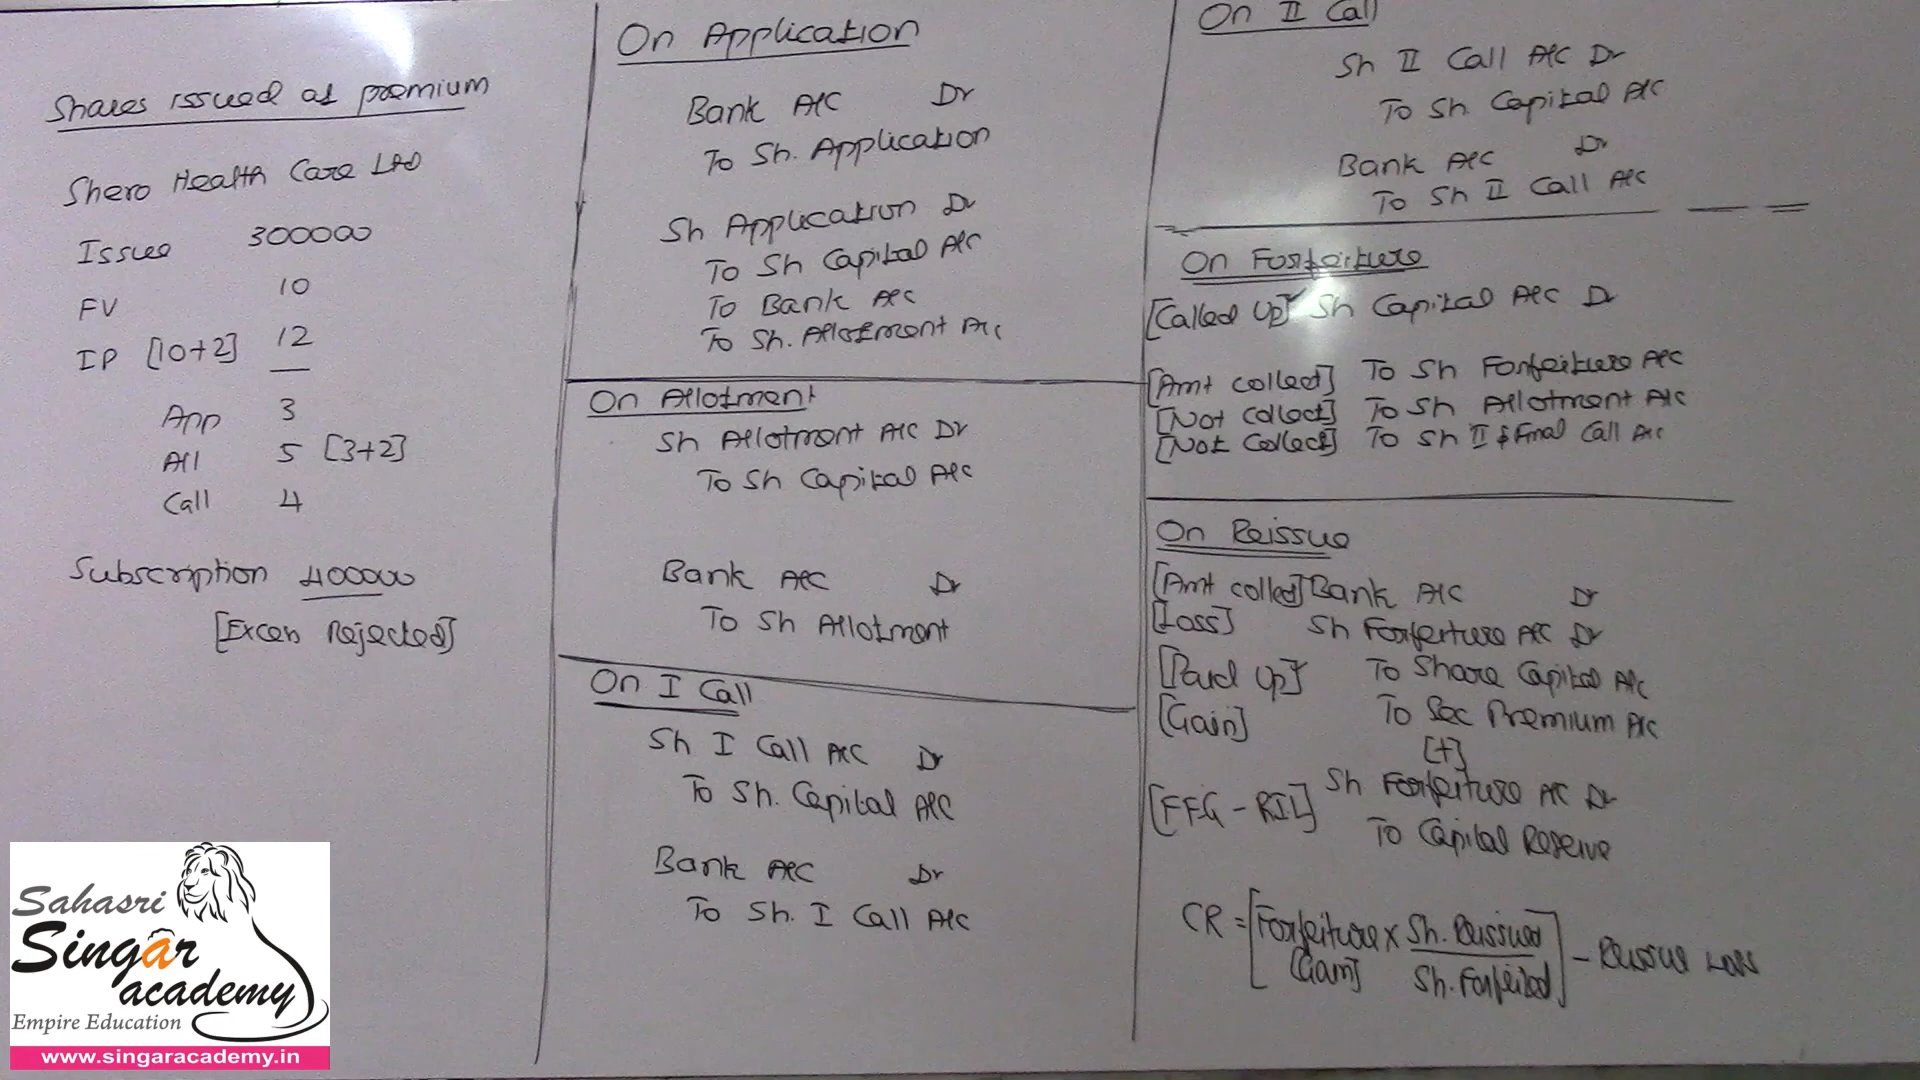 Shares issued at premium
Shero Health Care Ltd
Issue 300000
FV 10
IP [10+2] 12
App 3
All 5 [3+2]
Call 4
Subscription 400000
[Excess Rejected]
On Application
Bank A/C Dr
To Sh. Application
Sh Application Dr
To Sh Capital A/C
To Bank A/C
To Sh. Allotment A/C
On Allotment
Sh Allotment A/C Dr
To Sh Capital A/C
Bank A/C Dr
To Sh Allotment
On I Call
Sh I Call A/C Dr
To Sh. Capital A/C
Bank A/C Dr
To Sh. I Call A/C
On II Call
Sh II Call A/C Dr
To Sh Capital A/C
Bank A/C Dr
To Sh II Call A/C
On Forfeiture
[Called Up] Sh Capital A/C Dr
[Amt collect] To Sh Forfeiture A/C
[Not collect] To Sh Allotment A/C
[Not Collect] To Sh II & Final Call A/C
On Reissue
[Amt collect] Bank A/C Dr
[Loss] Sh Forfeiture A/C Dr
[Paid Up] To Share Capital A/C
[Gain] To Sec Premium A/C
[+]
[FFG - RIL] Sh Forfeiture A/C Dr
To Capital Reserve
CR = [Forfeiture [Gain] x Sh. Reissued / Sh. Forfeited] - Reissue Loss
Sahasri
Singar
academy
Empire Education
www.singaracademy.in